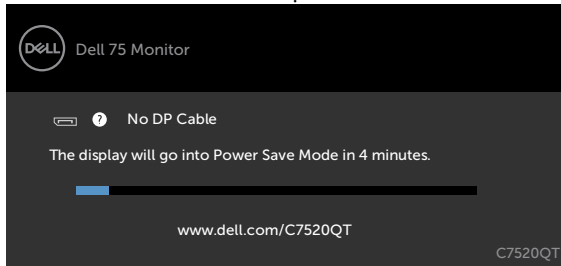 DELL
Dell 75 Monitor
? No DP Cable
The display will go into Power Save Mode in 4 minutes.
www.dell.com/C7520QT
C7520QT